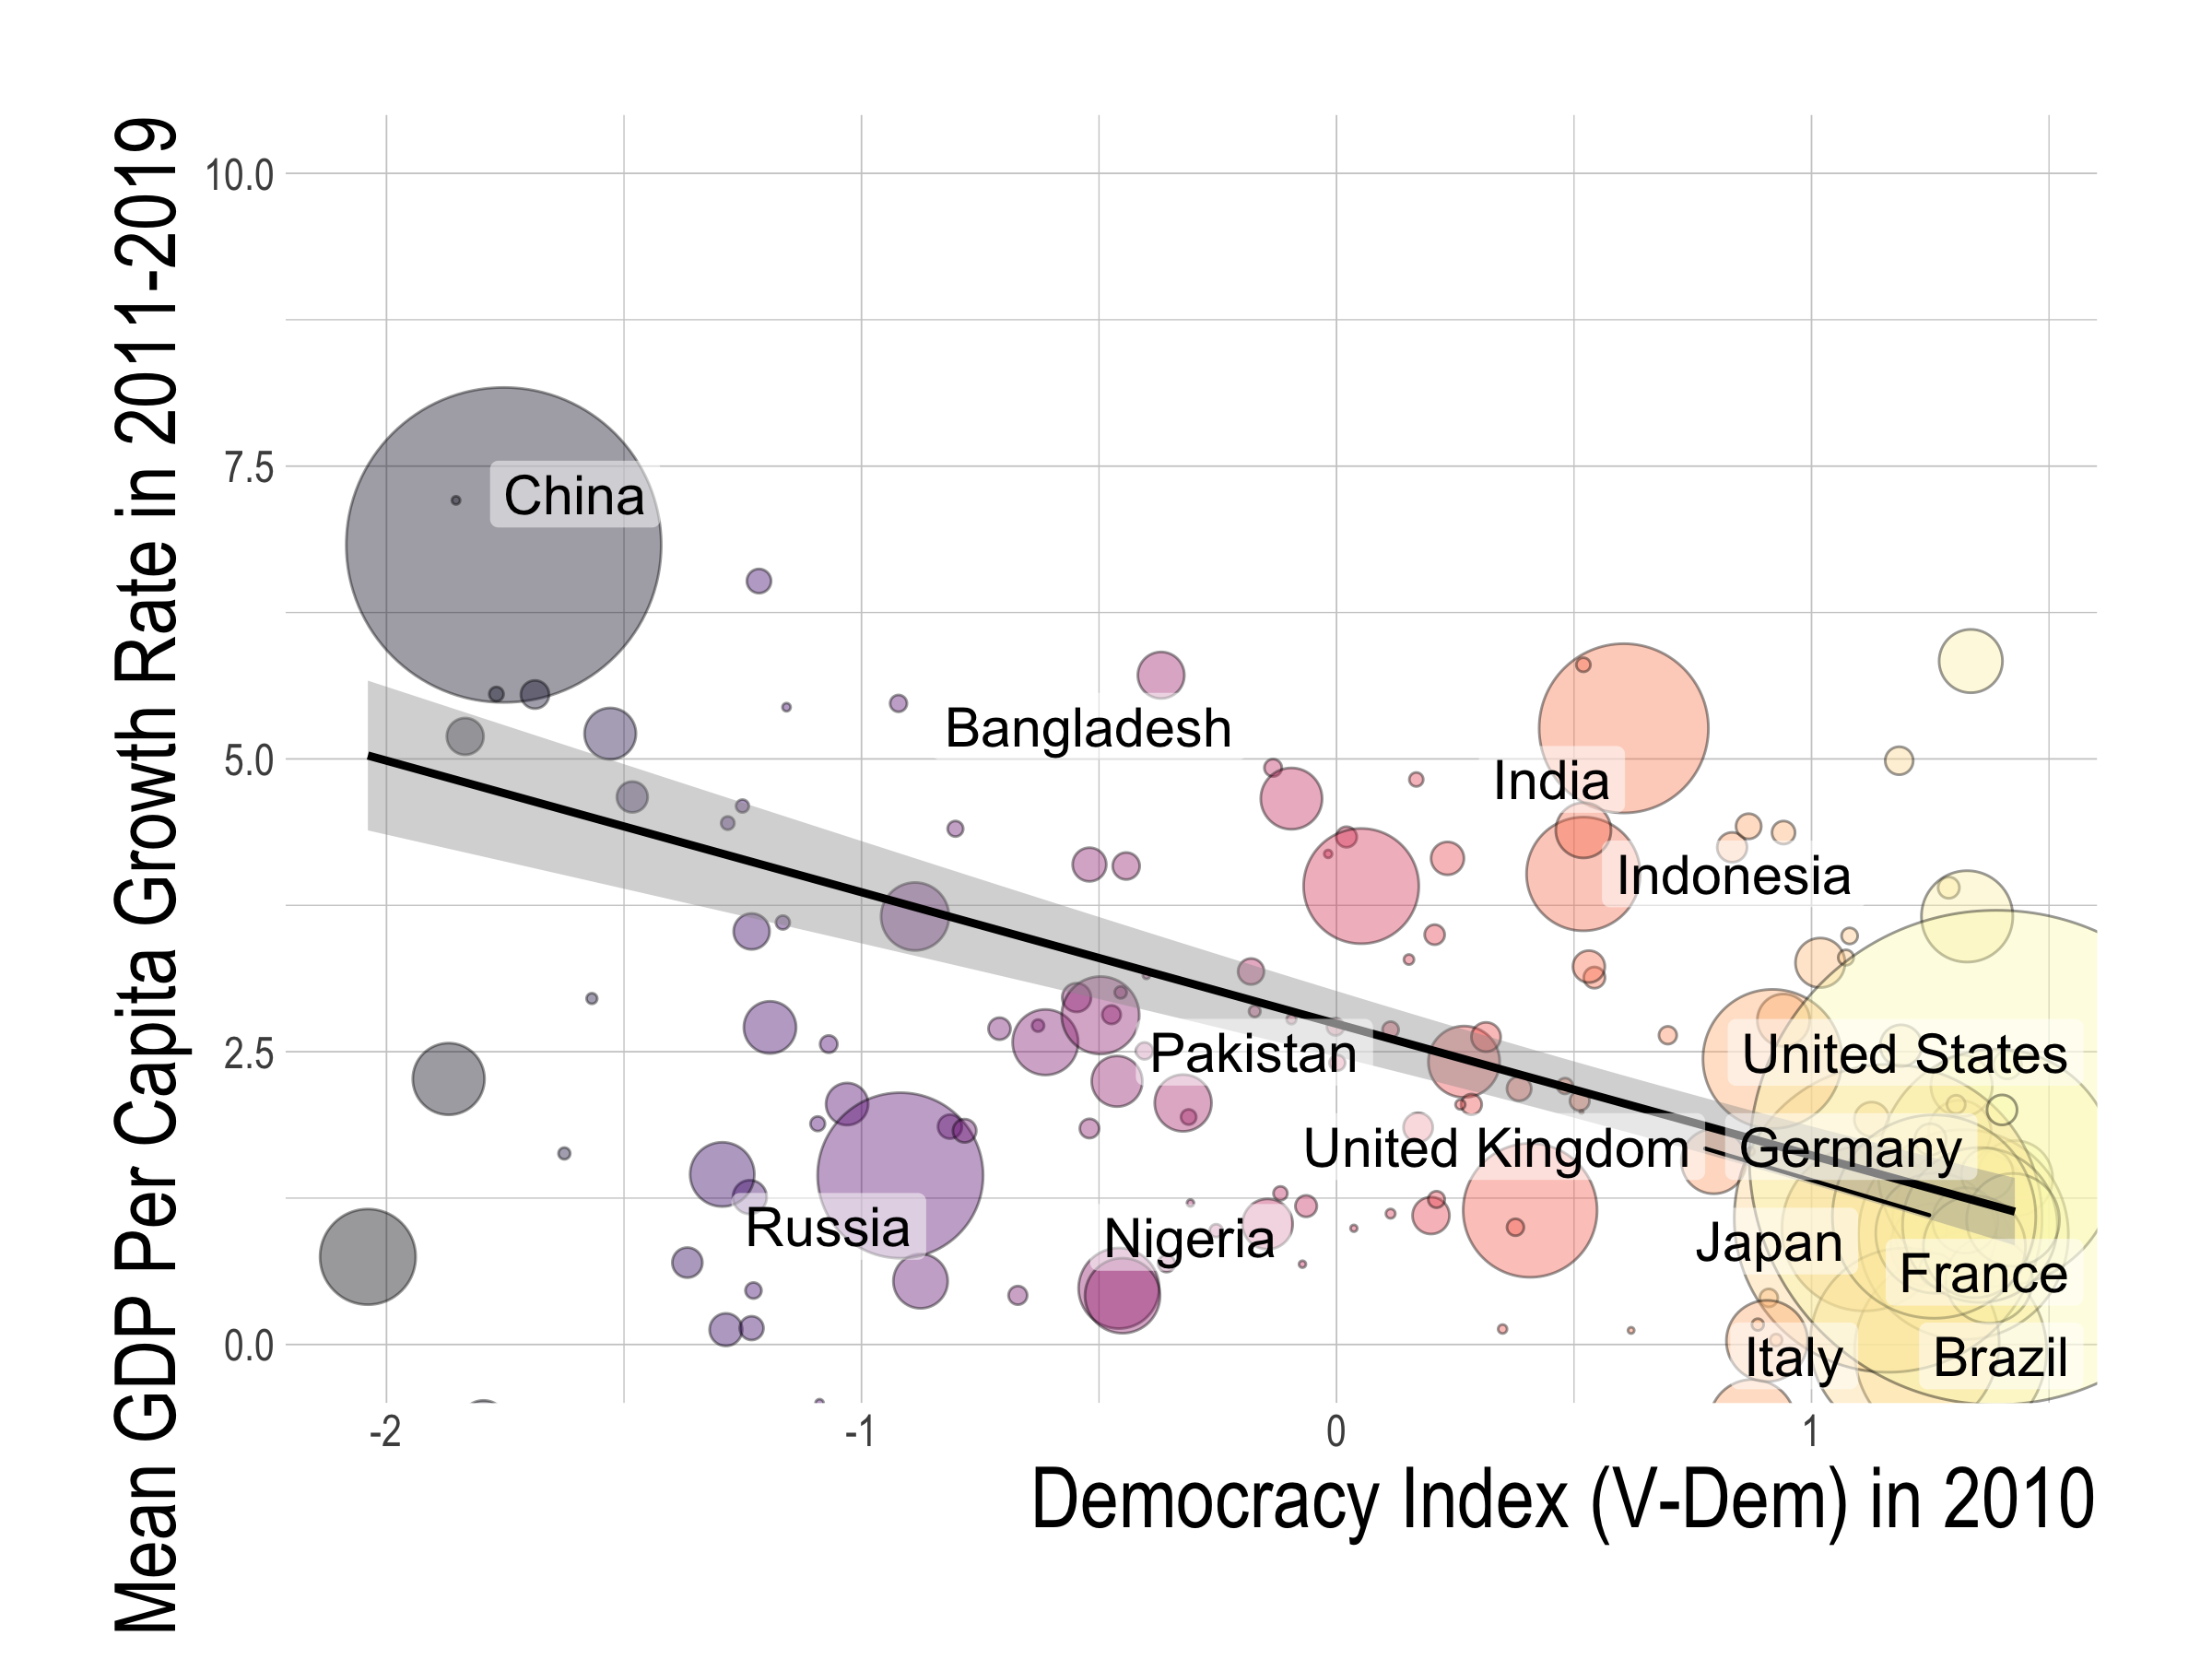 Mean GDP Per Capita Growth Rate in 2011-2019
10.0
7.5
5.0
2.5
0.0
China
Bangladesh
India
Indonesia
Pakistan
United States
United Kingdom
Germany
Russia
Nigeria
Japan
France
Italy
Brazil
-2
-1
0
1
Democracy Index (V-Dem) in 2010